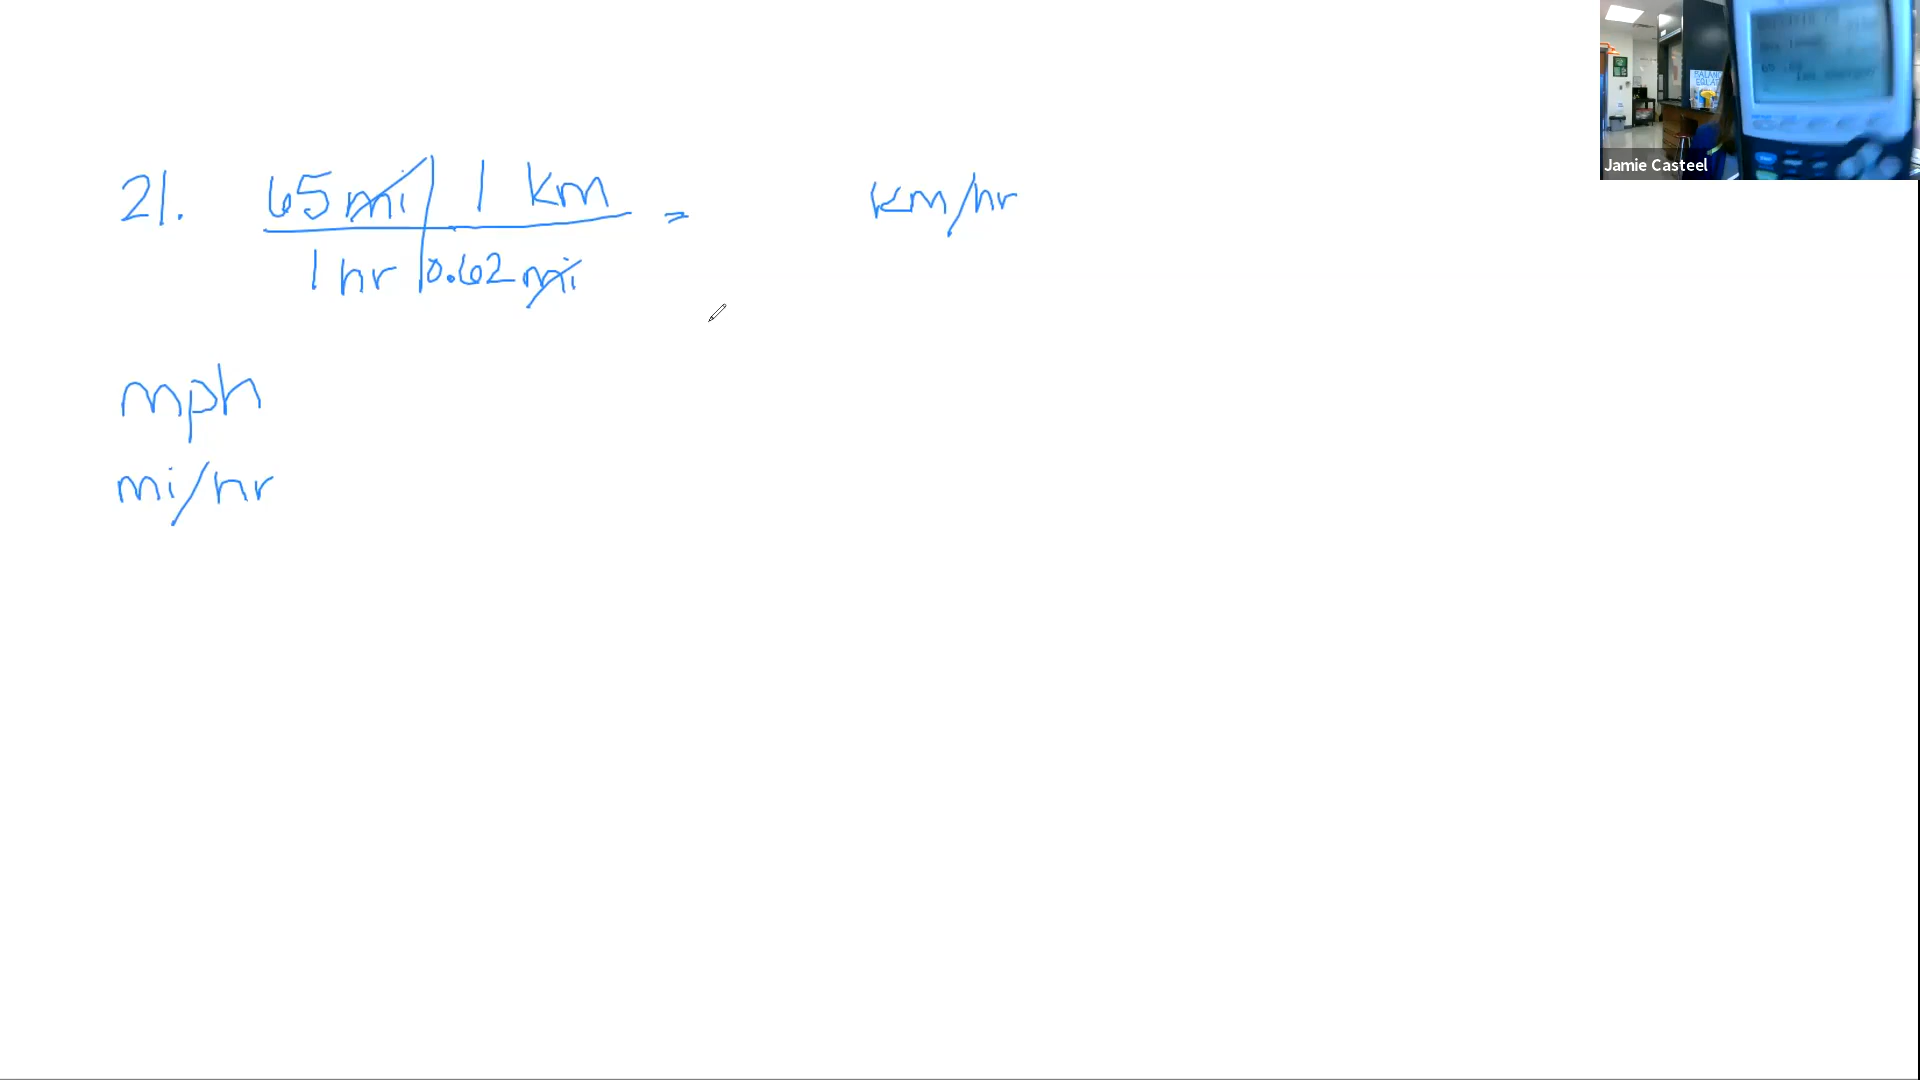 21. 65 mi | 1 km = km/hr
1 hr | 0.62 mi
mph
mi/hr
Jamie Casteel